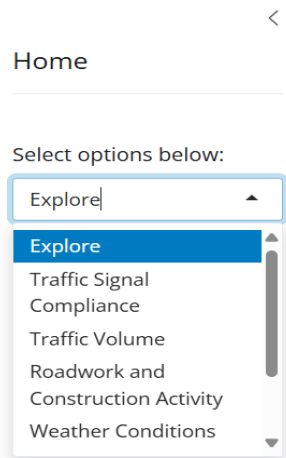 Home
Select options below:
Explore
Explore
Traffic Signal
Compliance
Traffic Volume
Roadwork and
Construction Activity
Weather Conditions